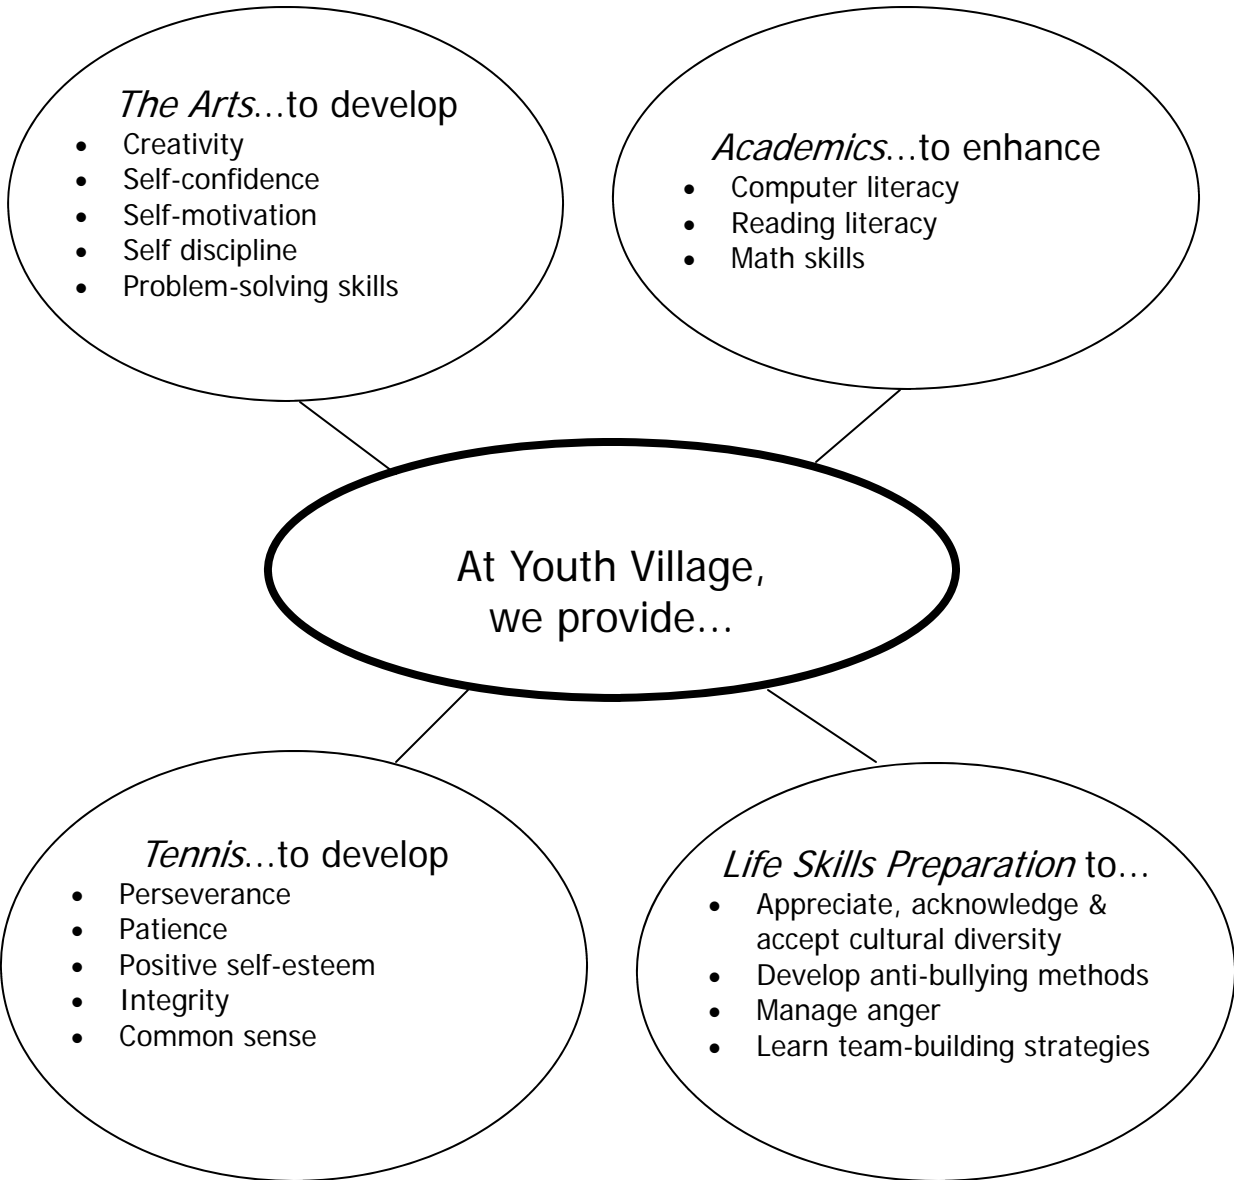 The Arts…to develop
• Creativity
• Self-confidence
• Self-motivation
• Self discipline
• Problem-solving skills
Academics…to enhance
• Computer literacy
• Reading literacy
• Math skills
At Youth Village,
we provide…
Tennis…to develop
• Perseverance
• Patience
• Positive self-esteem
• Integrity
• Common sense
Life Skills Preparation to…
• Appreciate, acknowledge &
accept cultural diversity
• Develop anti-bullying methods
• Manage anger
• Learn team-building strategies